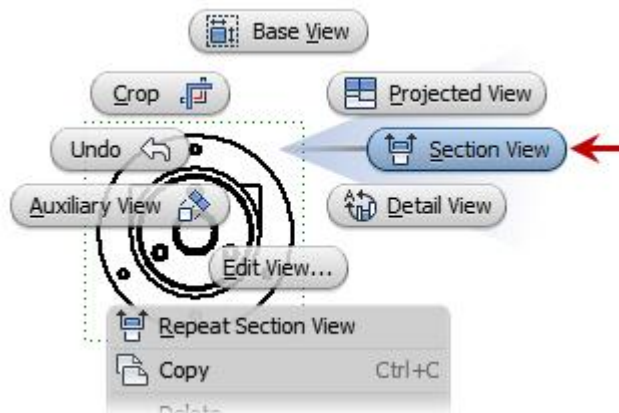 Base View
Crop
Projected View
Undo
Section View
Auxiliary View
Detail View
Edit View...
Repeat Section View
Copy Ctrl+C
Delete